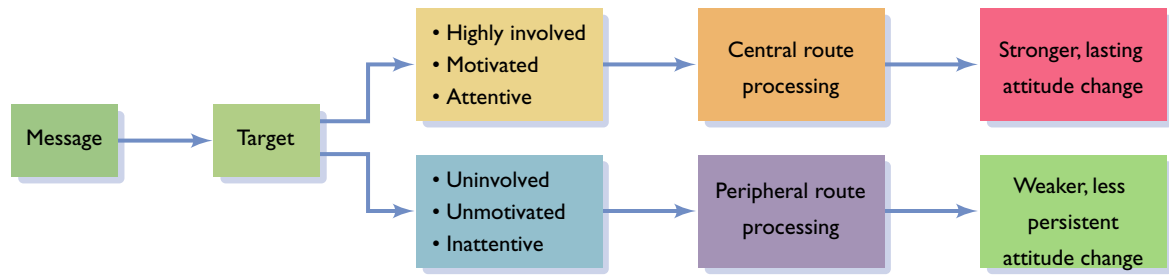 Message
Target
• Highly involved
• Motivated
• Attentive
Central route
processing
Stronger, lasting
attitude change
• Uninvolved
• Unmotivated
• Inattentive
Peripheral route
processing
Weaker, less
persistent
attitude change